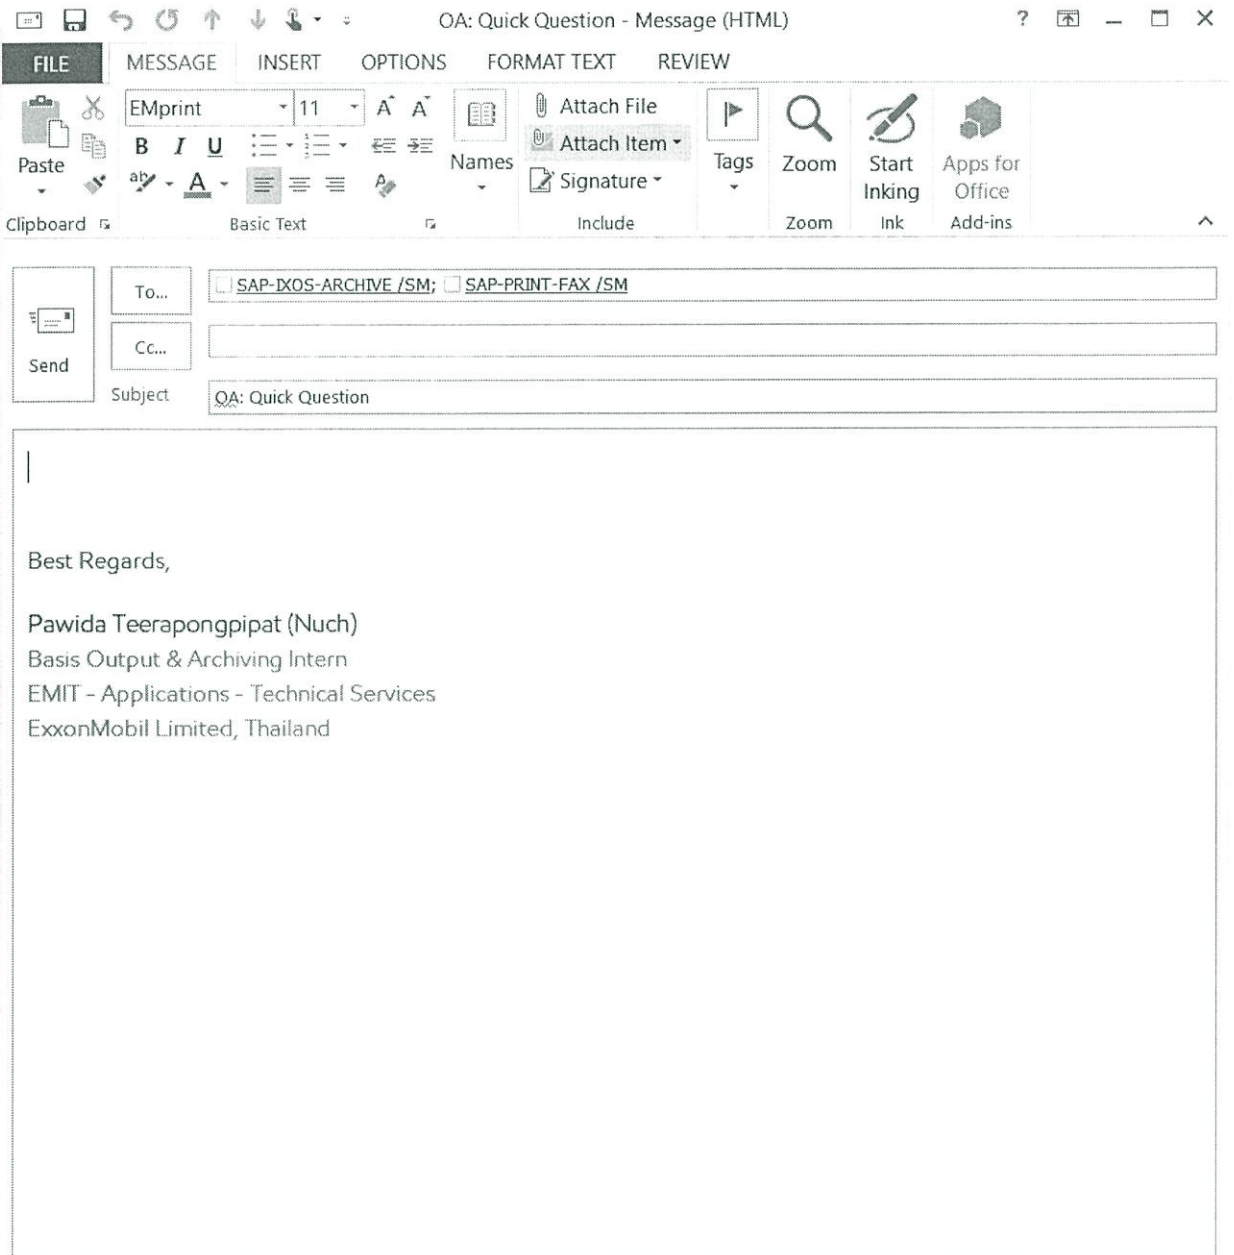 OA: Quick Question - Message (HTML)
?
FILE MESSAGE INSERT OPTIONS FORMAT TEXT REVIEW
Paste
Clipboard
EMprint 11 A A
B I U
ab A
Basic Text
Names
Attach File
Attach Item
Signature
Include
Tags
Zoom
Zoom
Start
Inking
Ink
Apps for
Office
Add-ins
Send
To...
SAP-IXOS-ARCHIVE /SM; SAP-PRINT-FAX /SM
Cc...
Subject
OA: Quick Question
Best Regards,
Pawida Teerapongpipat (Nuch)
Basis Output & Archiving Intern
EMIT - Applications - Technical Services
ExxonMobil Limited, Thailand